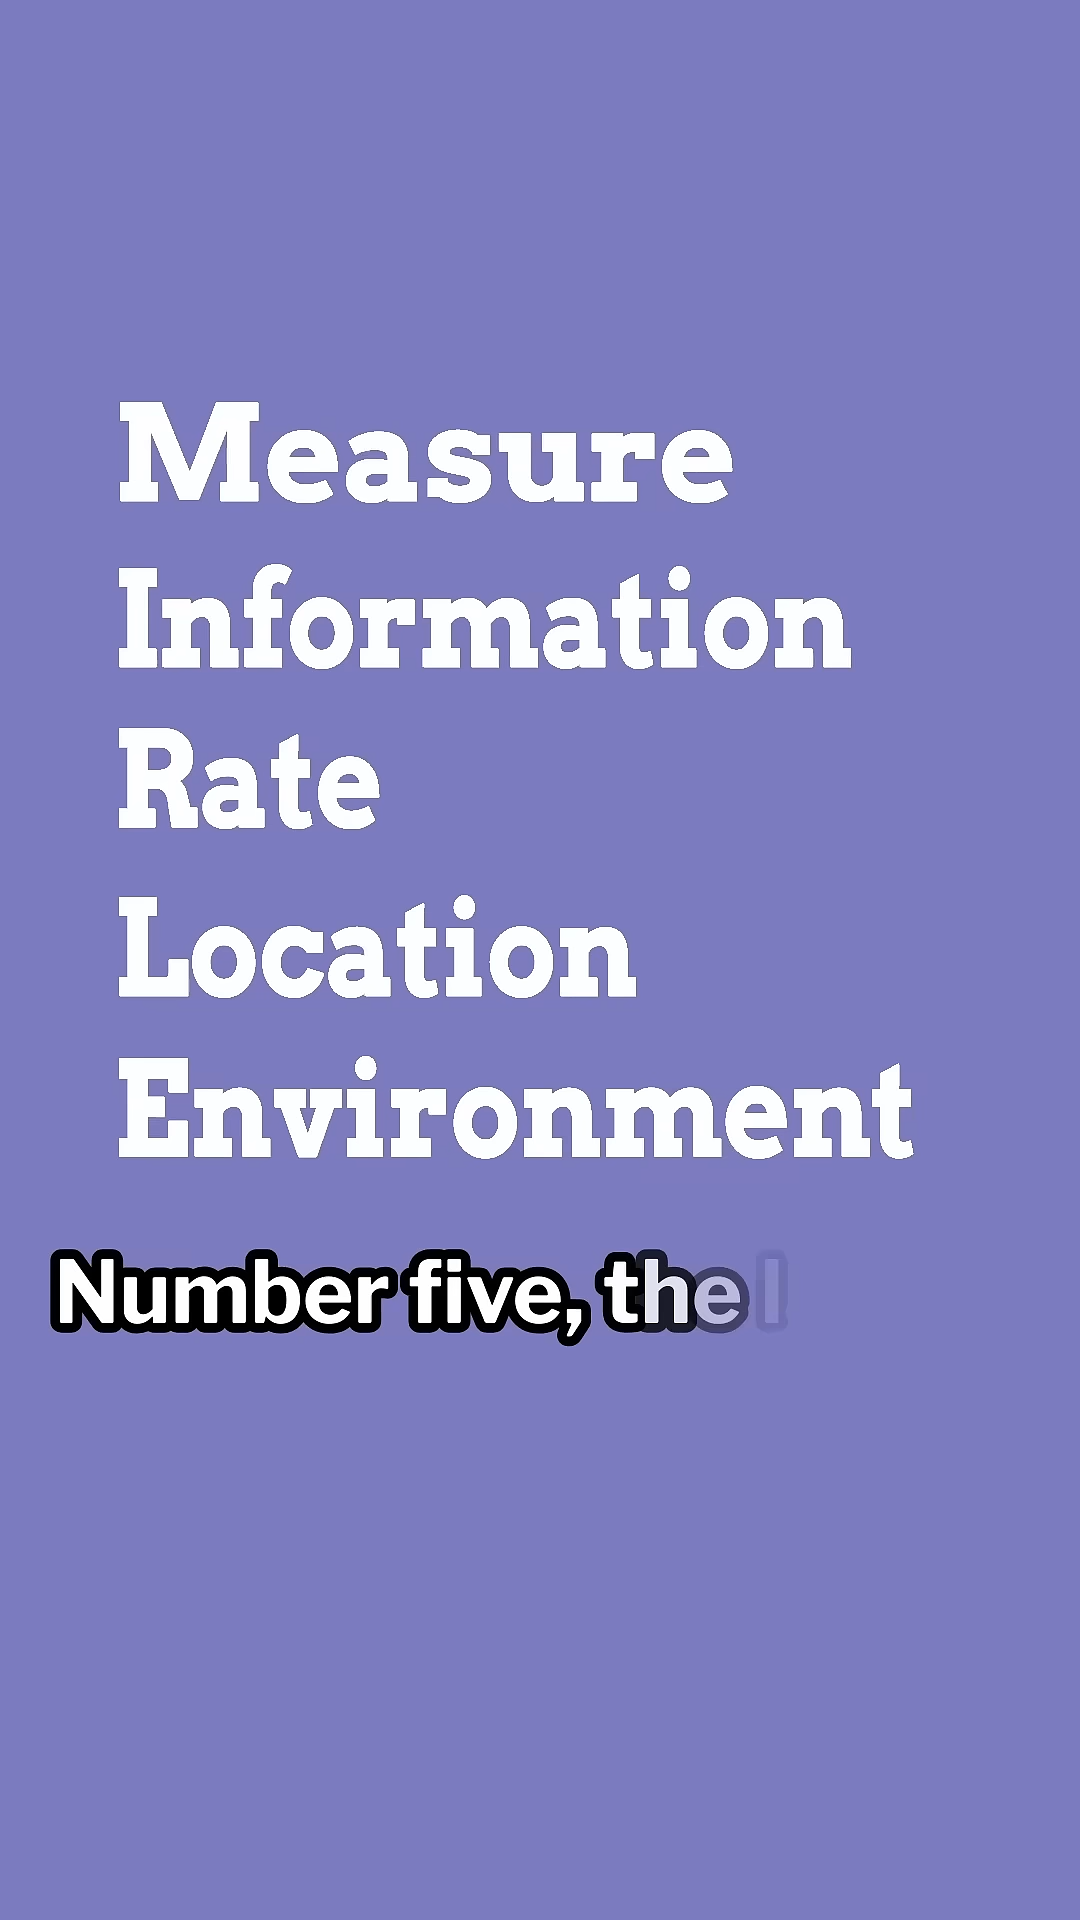 Measure
Information
Rate
Location
Environment
Number five, the